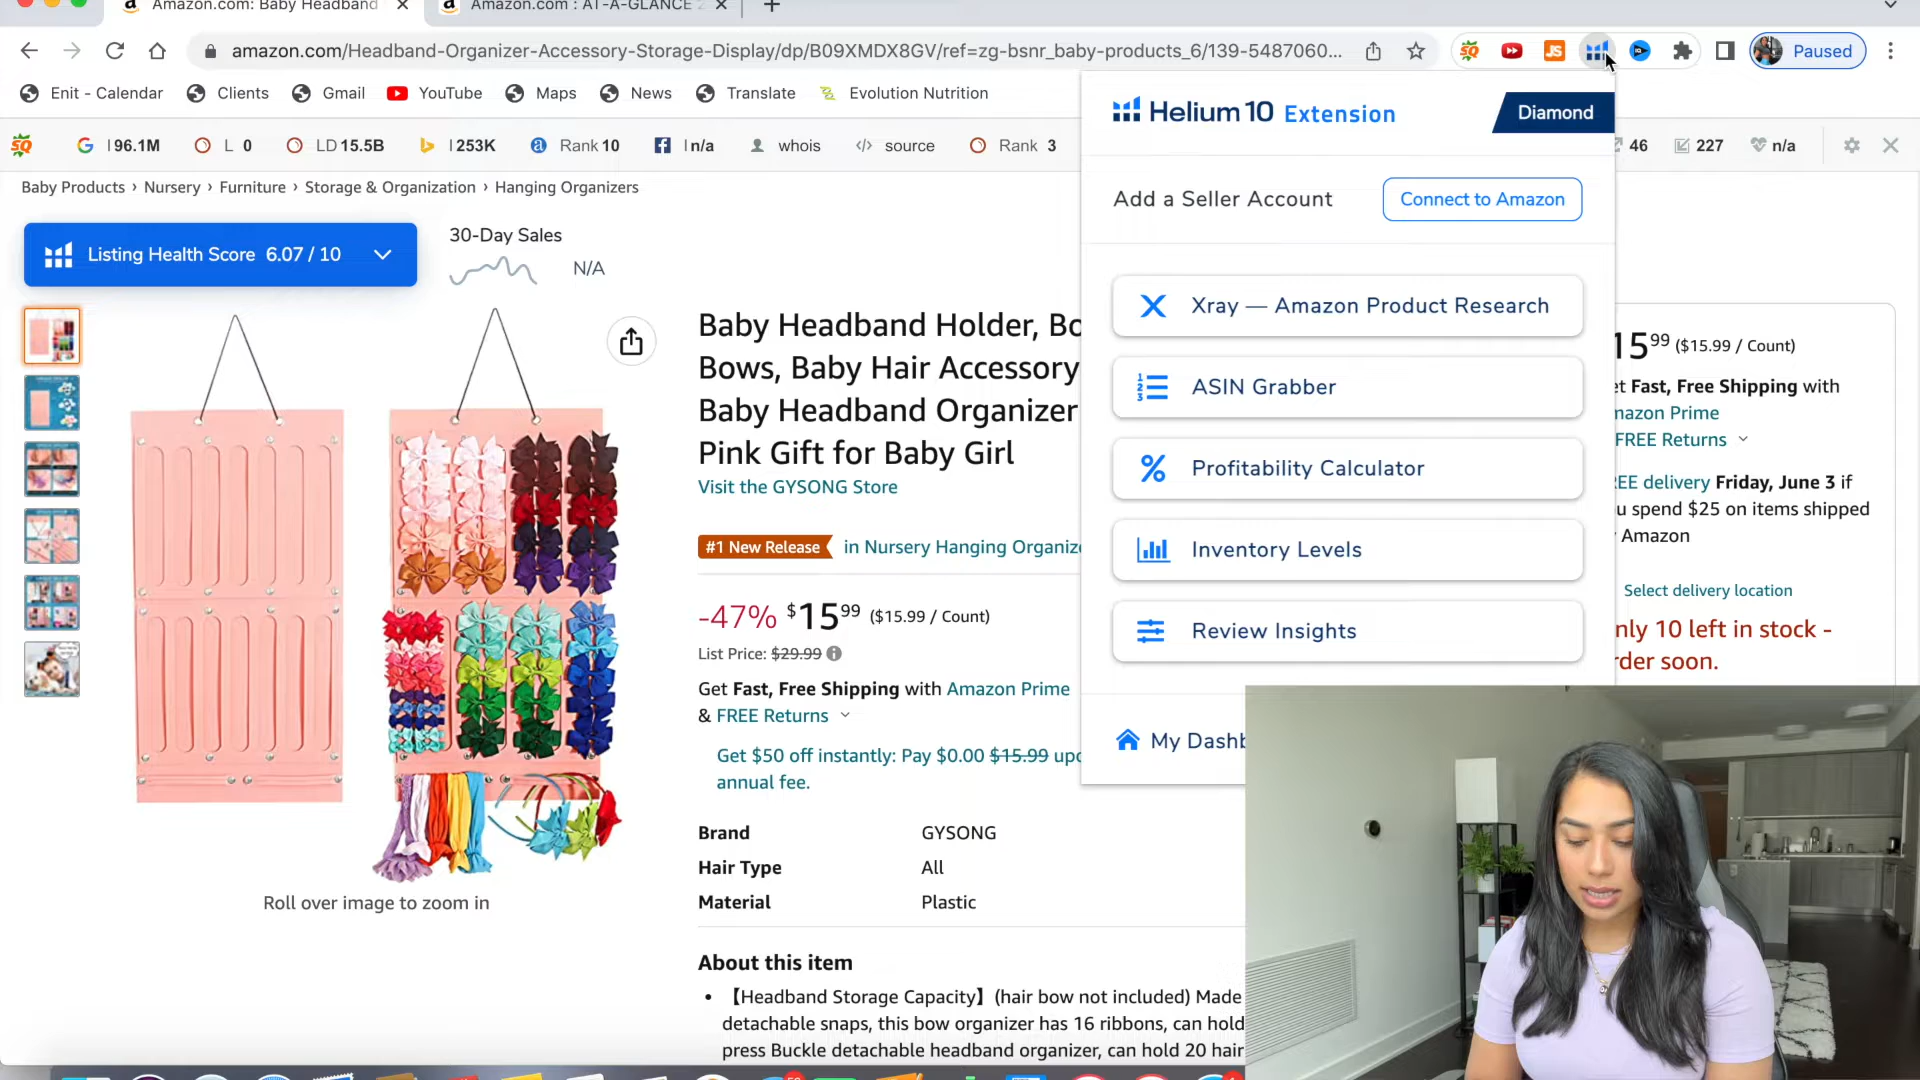 Amazon.com: Baby Headband
Amazon.com : AT-A-GLANCE 2
amazon.com/Headband-Organizer-Accessory-Storage-Display/dp/B09XMDX8GV/ref=zg-bsnr_baby-products_6/139-5487060...
Paused
Enit - Calendar
Clients
Gmail
YouTube
Maps
News
Translate
Evolution Nutrition
I 96.1M
L 0
LD 15.5B
I 253K
Rank 10
I n/a
whois
source
Rank 3
46
227
n/a
Baby Products › Nursery › Furniture › Storage & Organization › Hanging Organizers
Listing Health Score 6.07 / 10
30-Day Sales
N/A
Baby Headband Holder, Bo
Bows, Baby Hair Accessory
Baby Headband Organizer
Pink Gift for Baby Girl
Visit the GYSONG Store
#1 New Release in Nursery Hanging Organize
-47% $15 99 ($15.99 / Count)
List Price: $29.99
Get Fast, Free Shipping with Amazon Prime
& FREE Returns
Get $50 off instantly: Pay $0.00 $15.99 upo
annual fee.
Brand GYSONG
Hair Type All
Material Plastic
About this item
• 【Headband Storage Capacity】(hair bow not included) Made
detachable snaps, this bow organizer has 16 ribbons, can hold
press Buckle detachable headband organizer, can hold 20 hair
Roll over image to zoom in
Helium 10 Extension
Diamond
Add a Seller Account
Connect to Amazon
Xray — Amazon Product Research
ASIN Grabber
Profitability Calculator
Inventory Levels
Review Insights
My Dashb
15 99 ($15.99 / Count)
et Fast, Free Shipping with
mazon Prime
FREE Returns
EE delivery Friday, June 3 if
u spend $25 on items shipped
Amazon
Select delivery location
nly 10 left in stock -
rder soon.